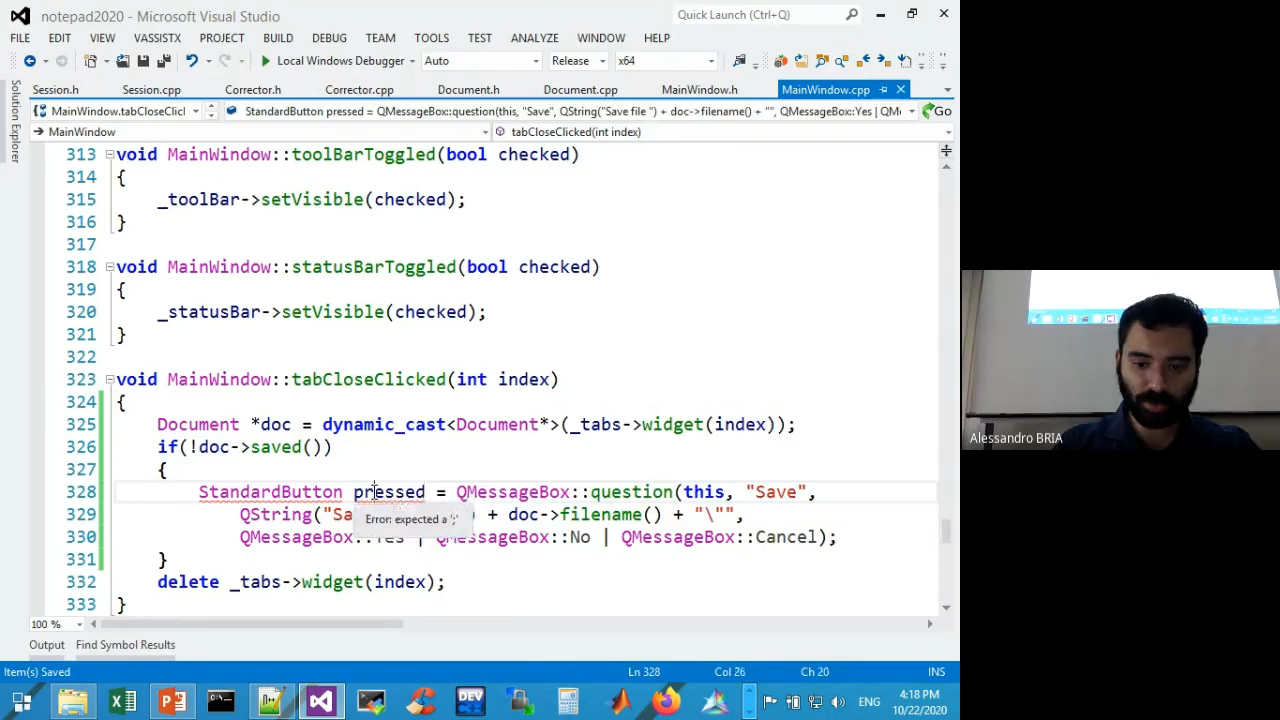 notepad2020 - Microsoft Visual Studio
Quick Launch (Ctrl+Q)
FILE EDIT VIEW VASSISTX PROJECT BUILD DEBUG TEAM TOOLS TEST ANALYZE WINDOW HELP
Local Windows Debugger Auto Release x64
Solution Explorer
Session.h Session.cpp Corrector.h Corrector.cpp Document.h Document.cpp MainWindow.h MainWindow.cpp
MainWindow.tabCloseClicl StandardButton pressed = QMessageBox::question(this, "Save", QString("Save file ") + doc->filename() + "", QMessageBox::Yes | QMe Go
MainWindow tabCloseClicked(int index)
313 void MainWindow::toolBarToggled(bool checked)
314 {
315 _toolBar->setVisible(checked);
316 }
317
318 void MainWindow::statusBarToggled(bool checked)
319 {
320 _statusBar->setVisible(checked);
321 }
322
323 void MainWindow::tabCloseClicked(int index)
324 {
325 Document *doc = dynamic_cast<Document*>(_tabs->widget(index));
326 if(!doc->saved())
327 {
328 StandardButton pressed = QMessageBox::question(this, "Save",
329 QString("Sa ) + doc->filename() + "\"",
Error: expected a ';'
330 QMessageBox::Yes | QMessageBox::No | QMessageBox::Cancel);
331 }
332 delete _tabs->widget(index);
333 }
100 %
Output Find Symbol Results
Item(s) Saved Ln 328 Col 26 Ch 20 INS
DEV
ENG
4:18 PM
10/22/2020
Alessandro BRIA